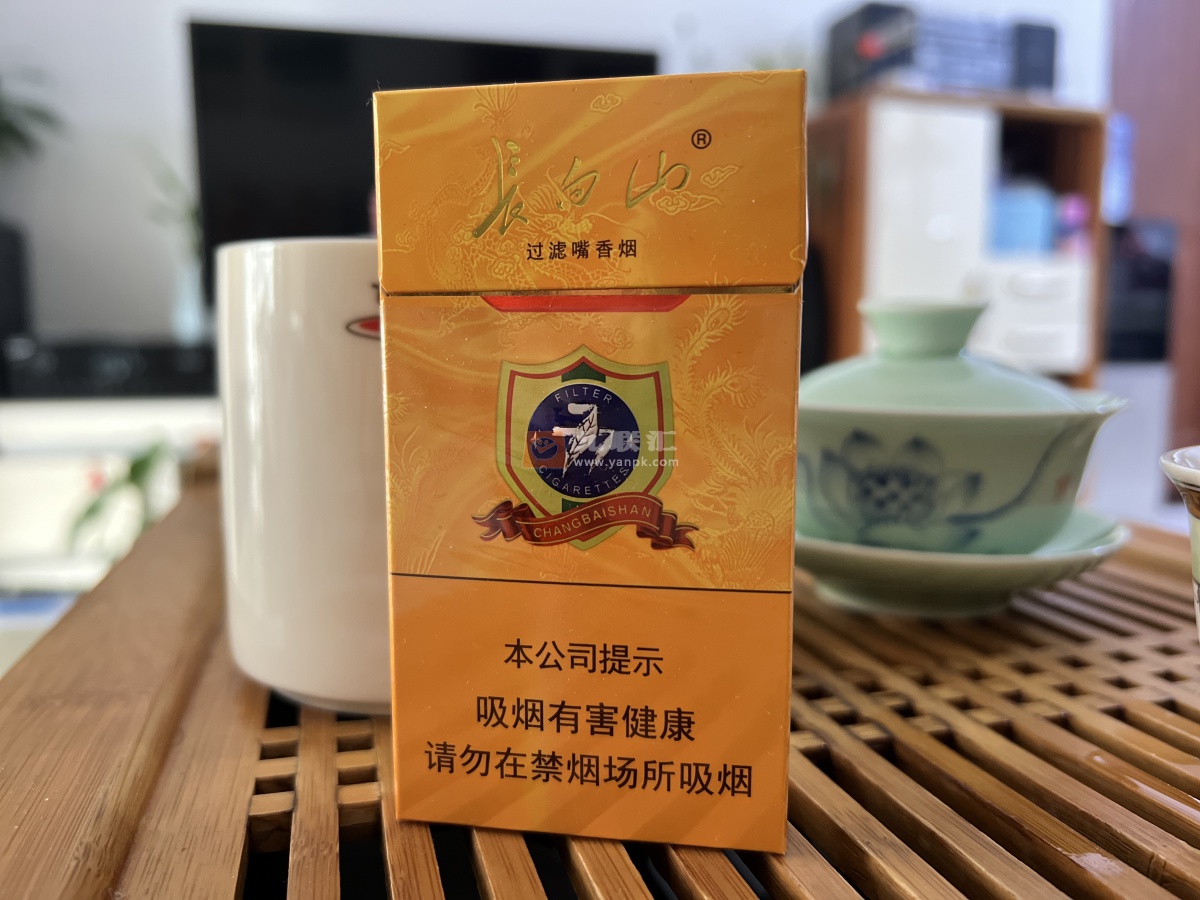 长白山®
过滤嘴香烟
FILTER
CIGARETTES
CHANGBAISHAN
www.yanpk.com
本公司提示
吸烟有害健康
请勿在禁烟场所吸烟